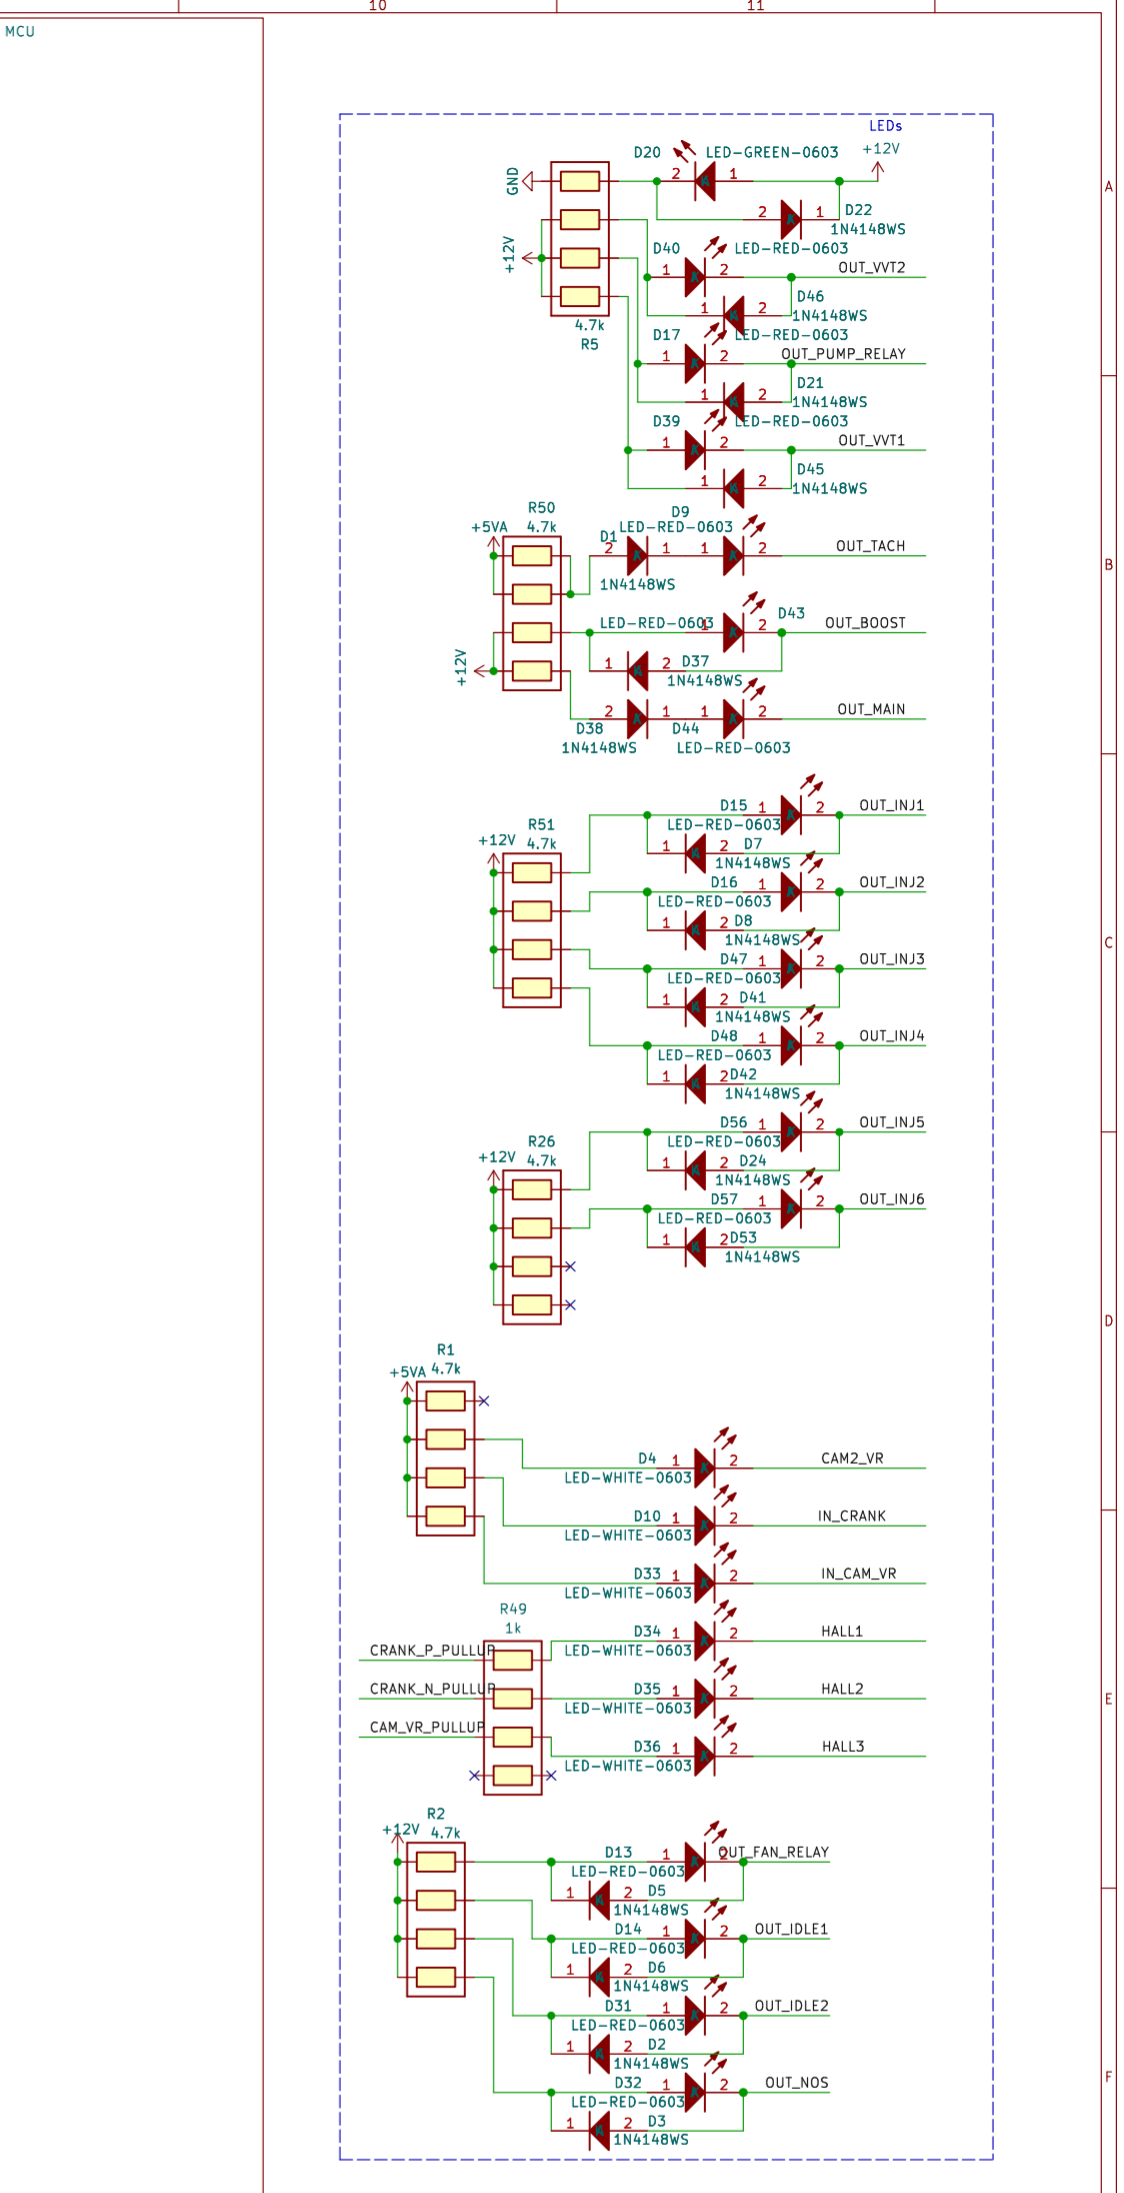 10 11
MCU
LEDs
D20 LED-GREEN-0603 +12V
GND 2 1
A
2 1 D22
1N4148WS
+12V D40 LED-RED-0603
1 2 OUT_VVT2
D46
1 2 1N4148WS
4.7k D17 LED-RED-0603
R5
1 2 OUT_PUMP_RELAY
D21
1 2 1N4148WS
D39 LED-RED-0603
1 2 OUT_VVT1
D45
1 2 1N4148WS
R50 D9
+5VA 4.7k LED-RED-0603
D1 2 1 1 2 OUT_TACH
B
1N4148WS
D43
LED-RED-0603 1 2 OUT_BOOST
+12V 1 2 D37
1N4148WS
2 1 1 2 OUT_MAIN
D38 D44
1N4148WS LED-RED-0603
D15 1 2 OUT_INJ1
R51 LED-RED-0603
+12V 4.7k 1 2 D7
1N4148WS
D16 1 2 OUT_INJ2
LED-RED-0603
1 2 D8
1N4148WS
C
D47 1 2 OUT_INJ3
LED-RED-0603
1 2 D41
1N4148WS
D48 1 2 OUT_INJ4
LED-RED-0603
1 2 D42
1N4148WS
D56 1 2 OUT_INJ5
R26 LED-RED-0603
+12V 4.7k 1 2 D24
1N4148WS
D57 1 2 OUT_INJ6
LED-RED-0603
1 2 D53
1N4148WS
D
R1
+5VA 4.7k
D4 1 2 CAM2_VR
LED-WHITE-0603
D10 1 2 IN_CRANK
LED-WHITE-0603
D33 1 2 IN_CAM_VR
LED-WHITE-0603
R49
1k
D34 1 2 HALL1
CRANK_P_PULLUP LED-WHITE-0603
CRANK_N_PULLUP D35 1 2 HALL2
E
LED-WHITE-0603
CAM_VR_PULLUP
D36 1 2 HALL3
LED-WHITE-0603
R2
+12V 4.7k
D13 1 2 OUT_FAN_RELAY
LED-RED-0603
1 2 D5
1N4148WS
D14 1 2 OUT_IDLE1
LED-RED-0603
1 2 D6
1N4148WS
D31 1 2 OUT_IDLE2
LED-RED-0603
1 2 D2
1N4148WS
F
D32 1 2 OUT_NOS
LED-RED-0603
1 2 D3
1N4148WS